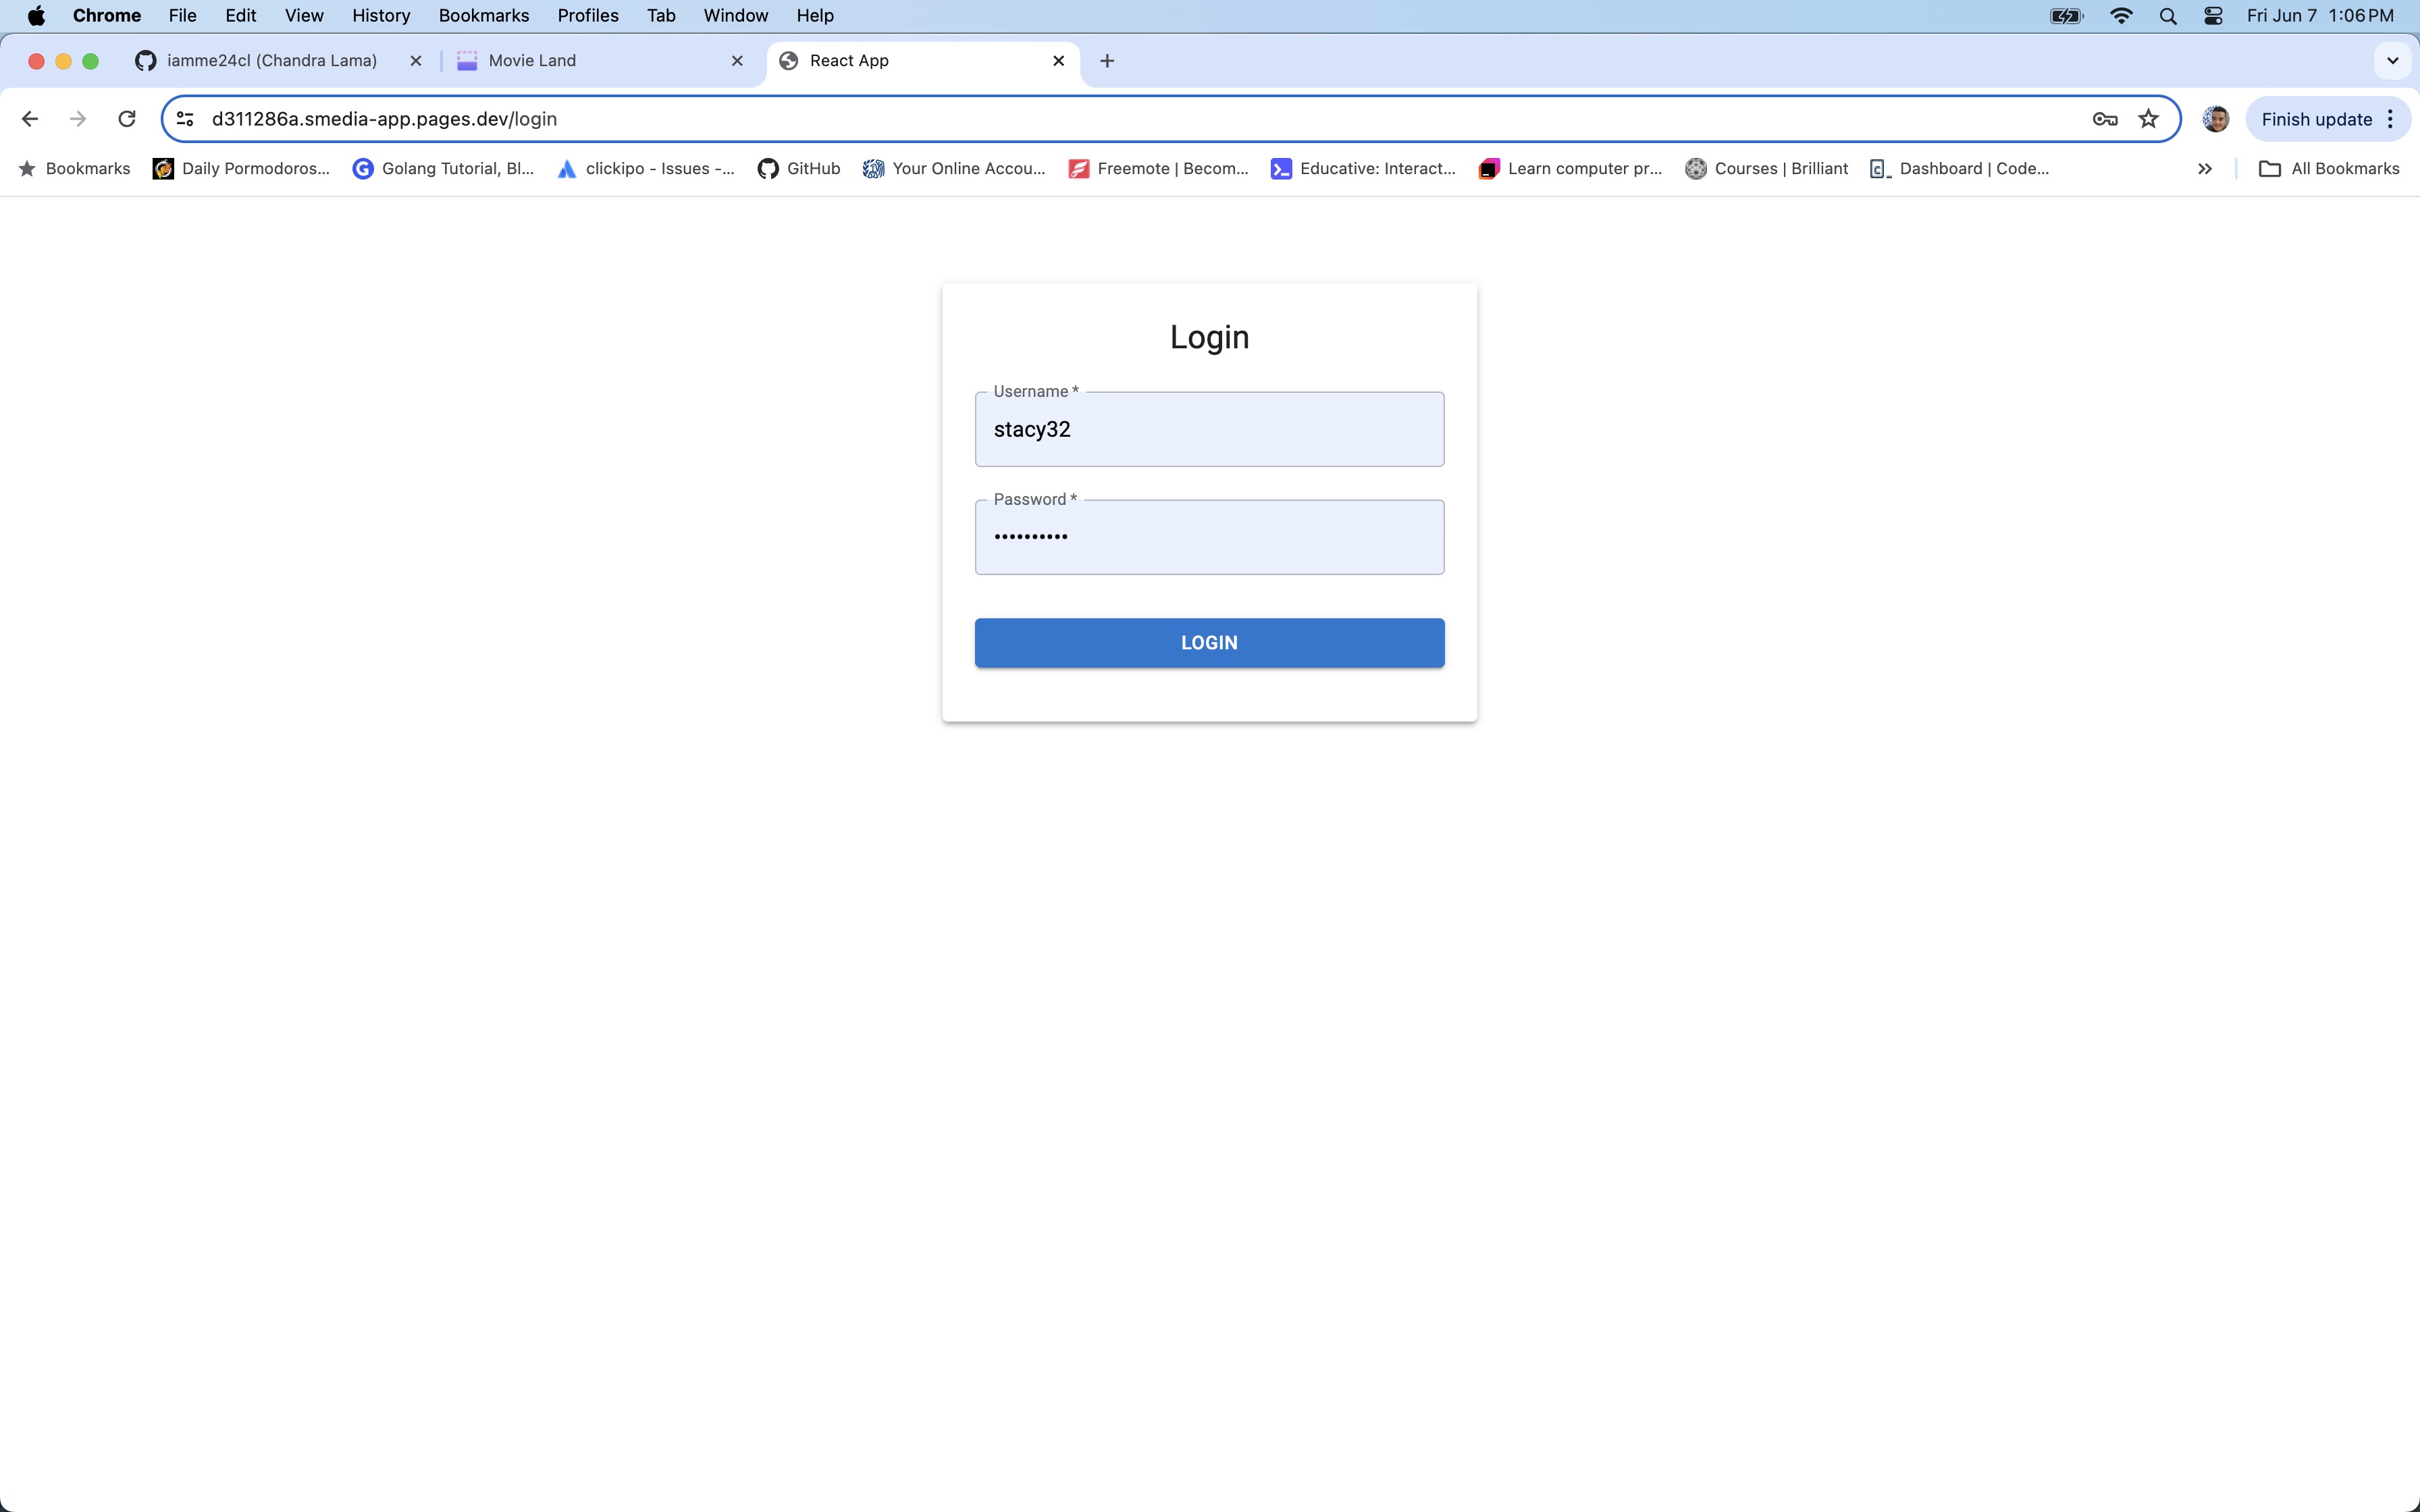 Chrome File Edit View History Bookmarks Profiles Tab Window Help Fri Jun 7 1:06 PM
iamme24cl (Chandra Lama) Movie Land React App
d311286a.smedia-app.pages.dev/login Finish update
Bookmarks Daily Pormodoros... Golang Tutorial, Bl... clickipo - Issues -... GitHub Your Online Accou... Freemote | Becom... Educative: Interact... Learn computer pr... Courses | Brilliant Dashboard | Code... All Bookmarks
Login
Username *
stacy32
Password *
••••••••••
LOGIN